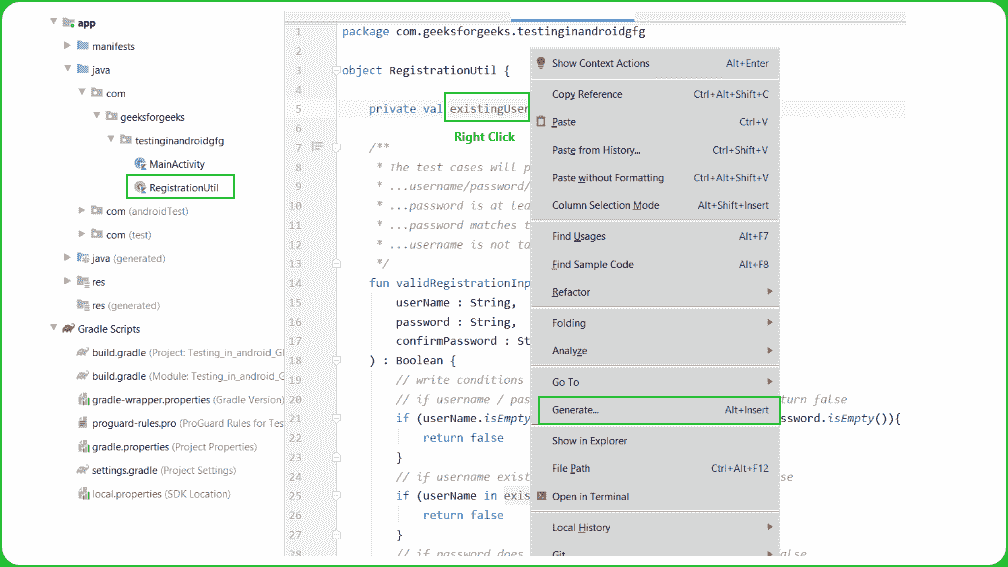 app
manifests
java
com
geeksforgeeks
testinginandroidgfg
MainActivity
RegistrationUtil
com (androidTest)
com (test)
java (generated)
res
res (generated)
Gradle Scripts
build.gradle (Project: Testing_in_android_Gl
build.gradle (Module: Testing_in_android_G
gradle-wrapper.properties (Gradle Version)
proguard-rules.pro (ProGuard Rules for Tes
gradle.properties (Project Properties)
settings.gradle (Project Settings)
local.properties (SDK Location)
1 package com.geeksforgeeks.testinginandroidgfg
2
3 object RegistrationUtil {
4
5 private val existingUser
Right Click
6
7 /**
8 * The test cases will p
9 * ...username/password/
10 * ...password is at lea
11 * ...password matches t
12 * ...username is not ta
13 */
14 fun validRegistrationInp
15 userName : String,
16 password : String,
17 confirmPassword : St
18 ) : Boolean {
19 // write conditions
20 // if username / pas turn false
21 if (userName.isEmpty sword.isEmpty()){
22 return false
23 }
24 // if username exist se
25 if (userName in exis
26 return false
27 }
28 // if password does alse
Show Context Actions Alt+Enter
Copy Reference Ctrl+Alt+Shift+C
Paste Ctrl+V
Paste from History... Ctrl+Shift+V
Paste without Formatting Ctrl+Alt+Shift+V
Column Selection Mode Alt+Shift+Insert
Find Usages Alt+F7
Find Sample Code Alt+F8
Refactor
Folding
Analyze
Go To
Generate... Alt+Insert
Show in Explorer
File Path Ctrl+Alt+F12
Open in Terminal
Local History
Git